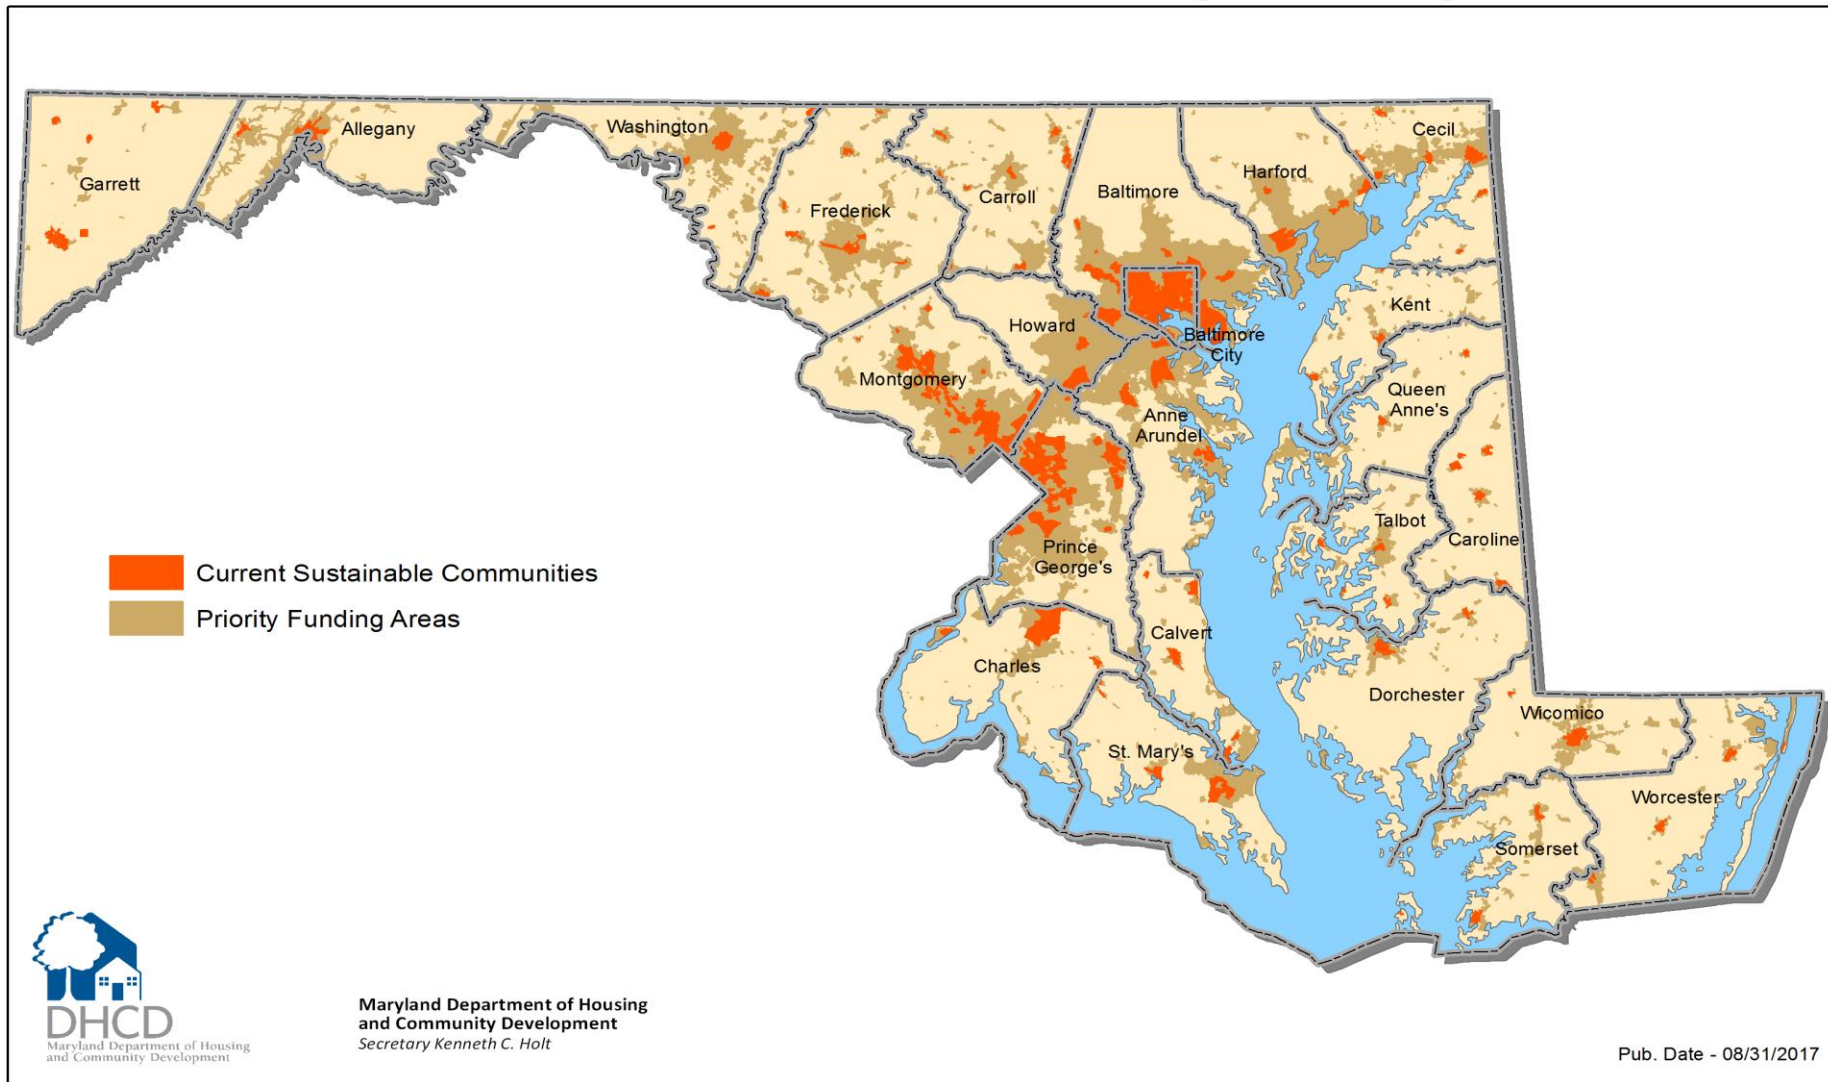 Garrett
Allegany
Washington
Frederick
Carroll
Baltimore
Harford
Cecil
Howard
Baltimore
City
Kent
Montgomery
Queen
Anne's
Anne
Arundel
Talbot
Caroline
Prince
George's
Calvert
Charles
Dorchester
St. Mary's
Wicomico
Worcester
Somerset
Current Sustainable Communities
Priority Funding Areas
DHCD
Maryland Department of Housing
and Community Development
Maryland Department of Housing
and Community Development
Secretary Kenneth C. Holt
Pub. Date - 08/31/2017